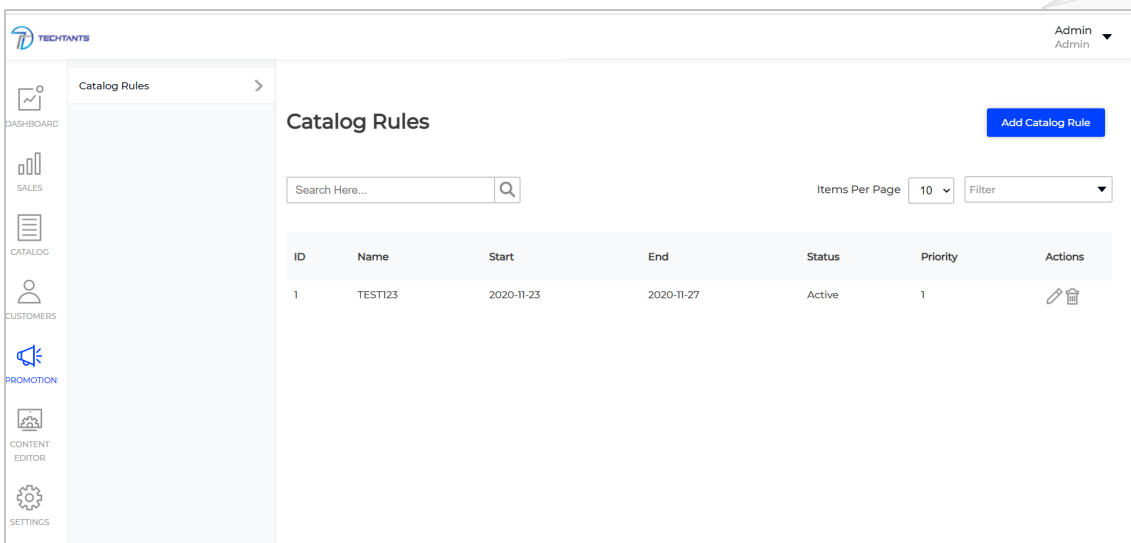 TECHTANTS
Admin
Admin
DASHBOARD
SALES
CATALOG
CUSTOMERS
PROMOTION
CONTENT
EDITOR
SETTINGS
Catalog Rules
Catalog Rules
Add Catalog Rule
Search Here...
Items Per Page 10 Filter
ID Name Start End Status Priority Actions
1 TEST123 2020-11-23 2020-11-27 Active 1